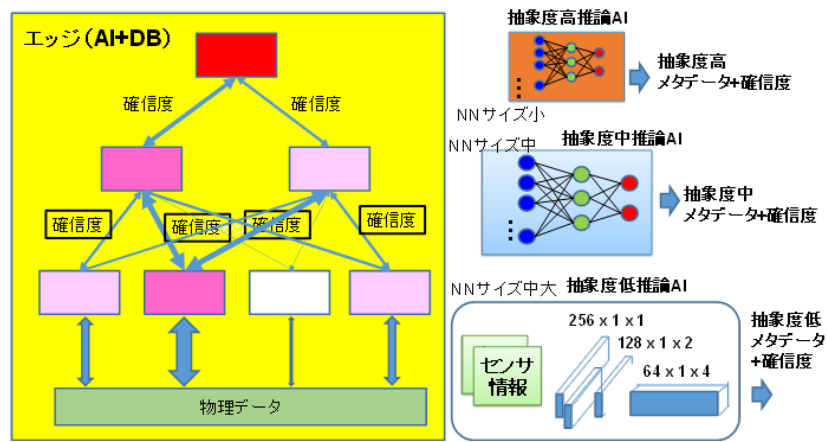 エッジ(AI+DB)
確信度
確信度
確信度
確信度
確信度
確信度
物理データ
抽象度高推論AI
抽象度高
メタデータ+確信度
NNサイズ小
NNサイズ中
抽象度中推論AI
抽象度中
メタデータ+確信度
NNサイズ中大
抽象度低推論AI
256 x 1 x 1
128 x 1 x 2
64 x 1 x 4
センサ
情報
抽象度低
メタデータ
+確信度